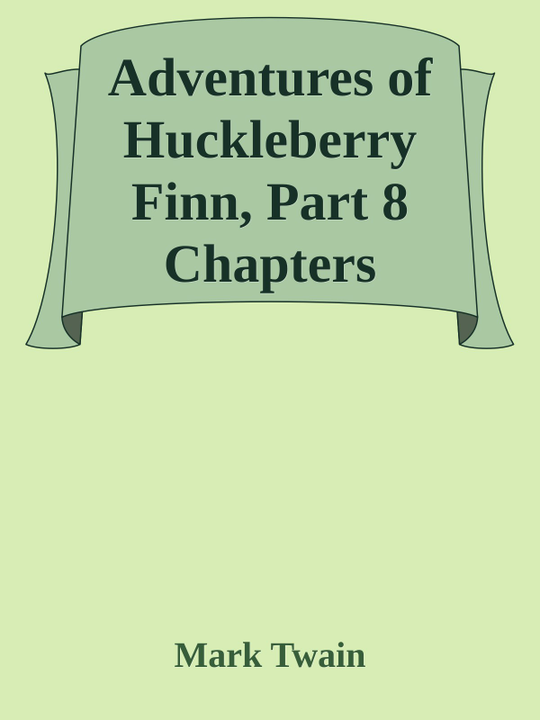 Adventures of
Huckleberry
Finn, Part 8
Chapters
Mark Twain